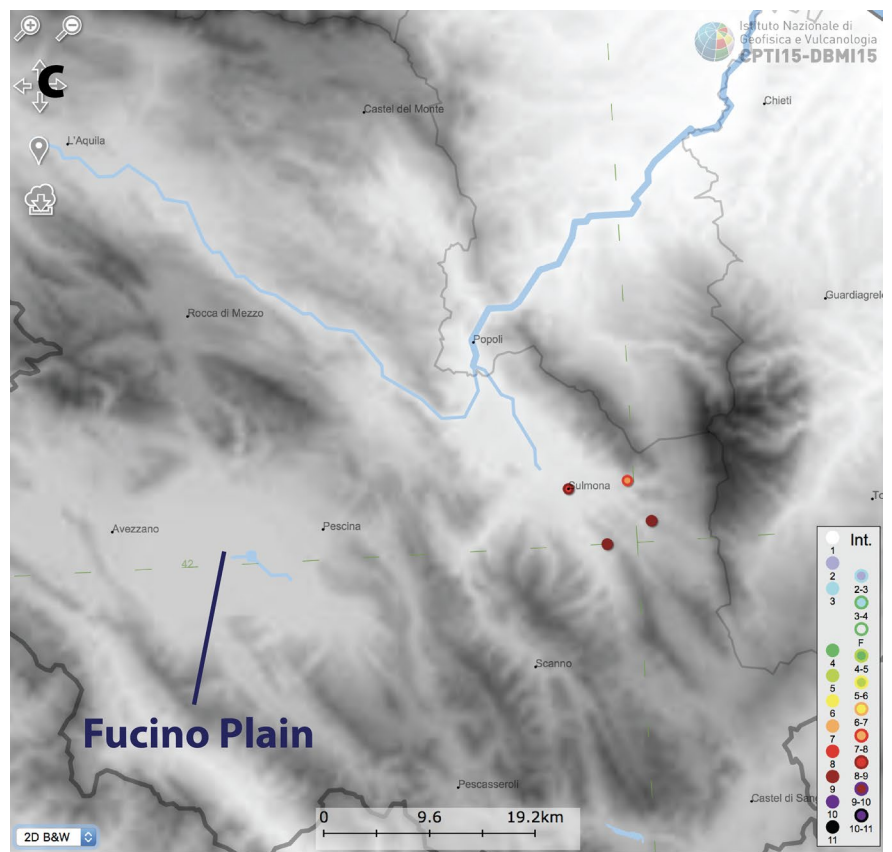 Istituto Nazionale di
Geofisica e Vulcanologia
CPTI15-DBMI15
C
Castel del Monte
Chieti
L'Aquila
Guardiagrel
Rocca di Mezzo
Popoli
Sulmona
To
Avezzano
Pescina
42
Int.
1
2
2-3
3
3-4
F
4
4-5
5
5-6
6
6-7
7
7-8
8
8-9
9
9-10
10
10-11
11
Scanno
Fucino Plain
Pescasseroli
Castel di San
0 9.6 19.2km
2D B&W